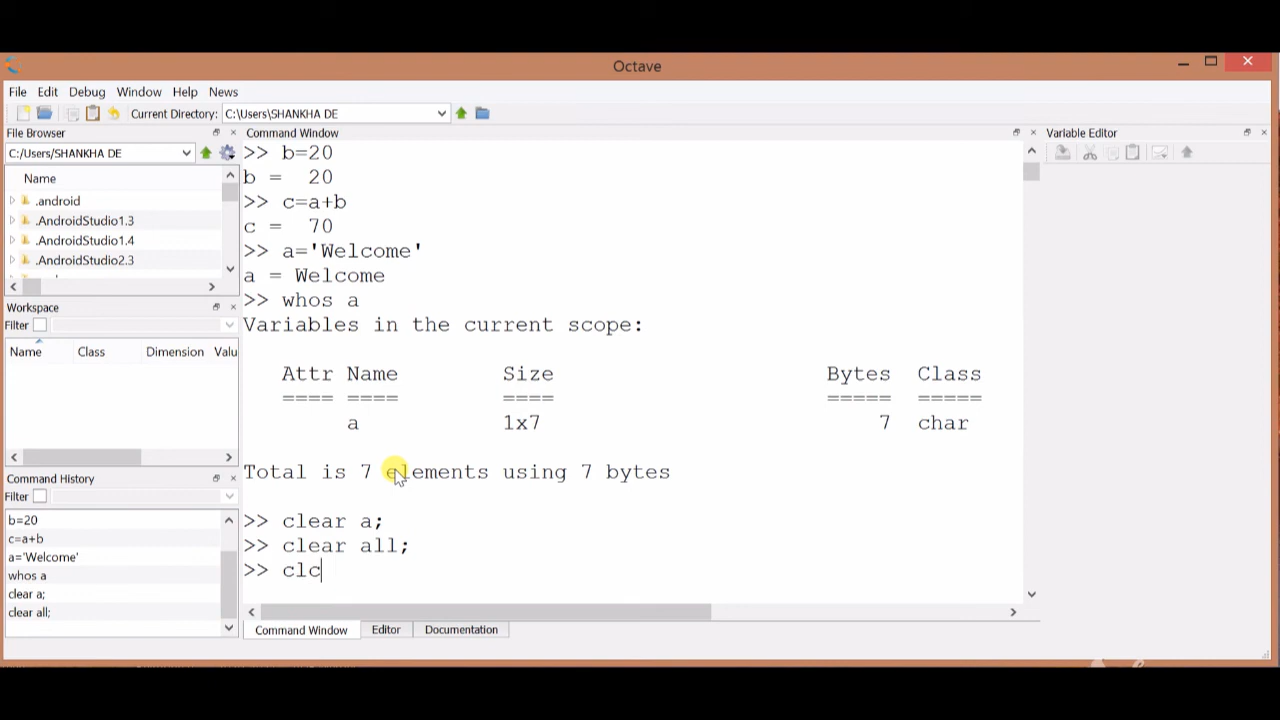 Octave
File Edit Debug Window Help News
Current Directory: C:\Users\SHANKHA DE
File Browser
C:/Users/SHANKHA DE
Name
.android
.AndroidStudio1.3
.AndroidStudio1.4
.AndroidStudio2.3
Workspace
Filter
Name Class Dimension Valu
Command History
Filter
b=20
c=a+b
a='Welcome'
whos a
clear a;
clear all;
Command Window
>> b=20
b =  20
>> c=a+b
c =  70
>> a='Welcome'
a = Welcome
>> whos a
Variables in the current scope:
Attr Name Size Bytes Class
==== ==== ==== ===== =====
a 1x7 7 char
Total is 7 elements using 7 bytes
>> clear a;
>> clear all;
>> clc
Command Window Editor Documentation
Variable Editor